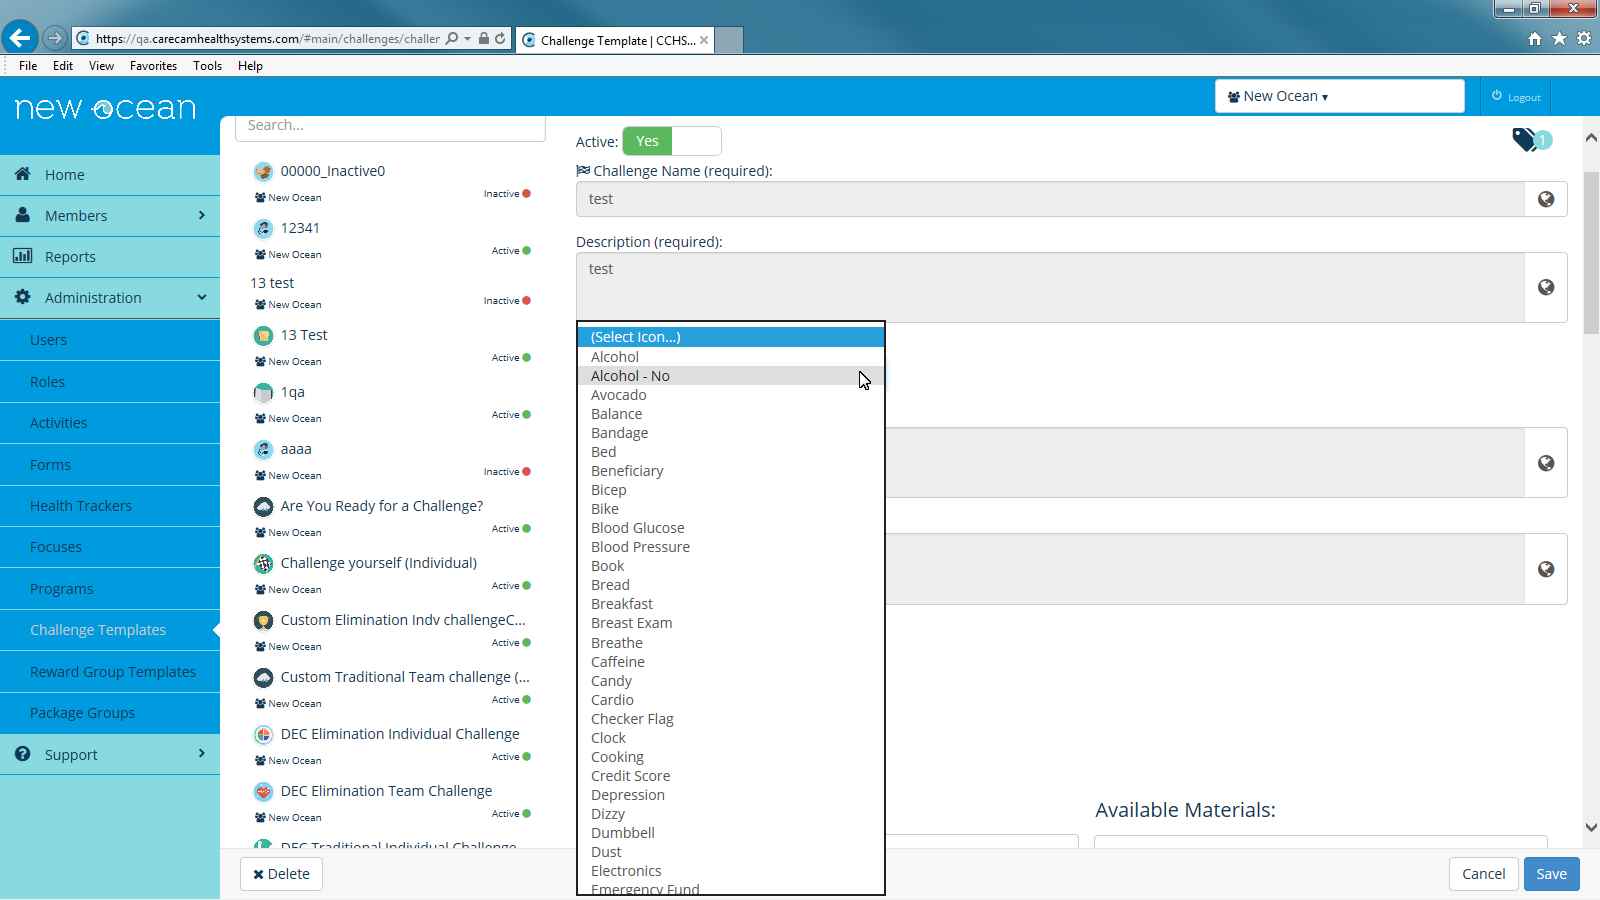 https://qa.carecamhealthsystems.com/#main/challenges/challer
Challenge Template | CCHS...
File Edit View Favorites Tools Help
new ocean
New Ocean
Logout
Home
Members
Reports
Administration
Users
Roles
Activities
Forms
Health Trackers
Focuses
Programs
Challenge Templates
Reward Group Templates
Package Groups
Support
Search...
00000_Inactive0
New Ocean Inactive
12341
New Ocean Active
13 test
New Ocean Inactive
13 Test
New Ocean Active
1qa
New Ocean Active
aaaa
New Ocean Inactive
Are You Ready for a Challenge?
New Ocean Active
Challenge yourself (Individual)
New Ocean Active
Custom Elimination Indv challengeC...
New Ocean Active
Custom Traditional Team challenge (...
New Ocean Active
DEC Elimination Individual Challenge
New Ocean Active
DEC Elimination Team Challenge
New Ocean Active
DEC Traditional Individual Challenge
Delete
Active: Yes
1
Challenge Name (required):
test
Description (required):
test
(Select Icon...)
Alcohol
Alcohol - No
Avocado
Balance
Bandage
Bed
Beneficiary
Bicep
Bike
Blood Glucose
Blood Pressure
Book
Bread
Breakfast
Breast Exam
Breathe
Caffeine
Candy
Cardio
Checker Flag
Clock
Cooking
Credit Score
Depression
Dizzy
Dumbbell
Dust
Electronics
Emergency Fund
Available Materials:
Cancel
Save